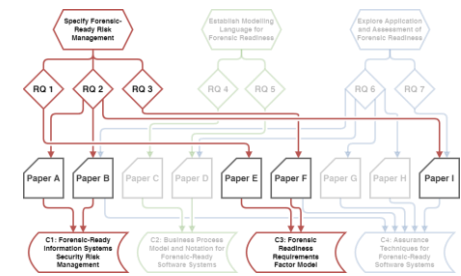 Specify Forensic-
Ready Risk
Management
Establish Modelling
Language for
Forensic Readiness
Explore Application
and Assessment of
Forensic Readiness
RQ 1
RQ 2
RQ 3
RQ 4
RQ 5
RQ 6
RQ 7
Paper A
Paper B
Paper C
Paper D
Paper E
Paper F
Paper G
Paper H
Paper I
C1: Forensic-Ready
Information Systems
Security Risk
Management
C2: Business Process
Model and Notation for
Forensic-Ready
Software Systems
C3: Forensic
Readiness
Requirements
Factor Model
C4: Assurance
Techniques for
Forensic-Ready
Software Systems